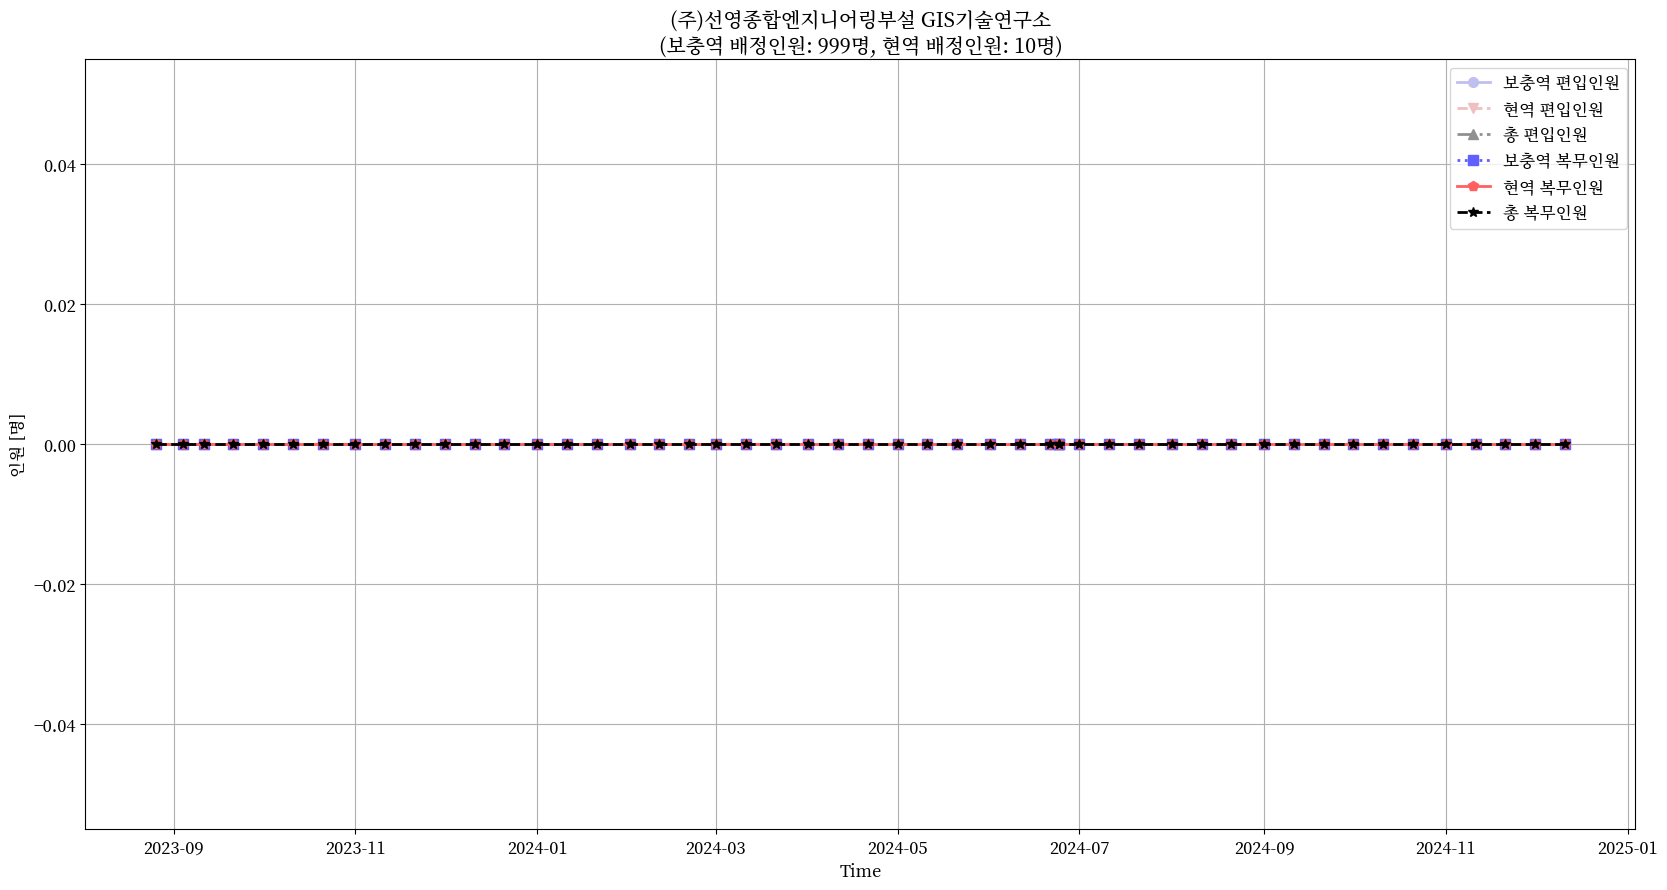 (주)선영종합엔지니어링부설 GIS기술연구소
(보충역 배정인원: 999명, 현역 배정인원: 10명)
보충역 편입인원
현역 편입인원
총 편입인원
보충역 복무인원
현역 복무인원
총 복무인원
0.04
0.02
0.00
−0.02
−0.04
인원 [명]
2023-09
2023-11
2024-01
2024-03
2024-05
2024-07
2024-09
2024-11
2025-01
Time